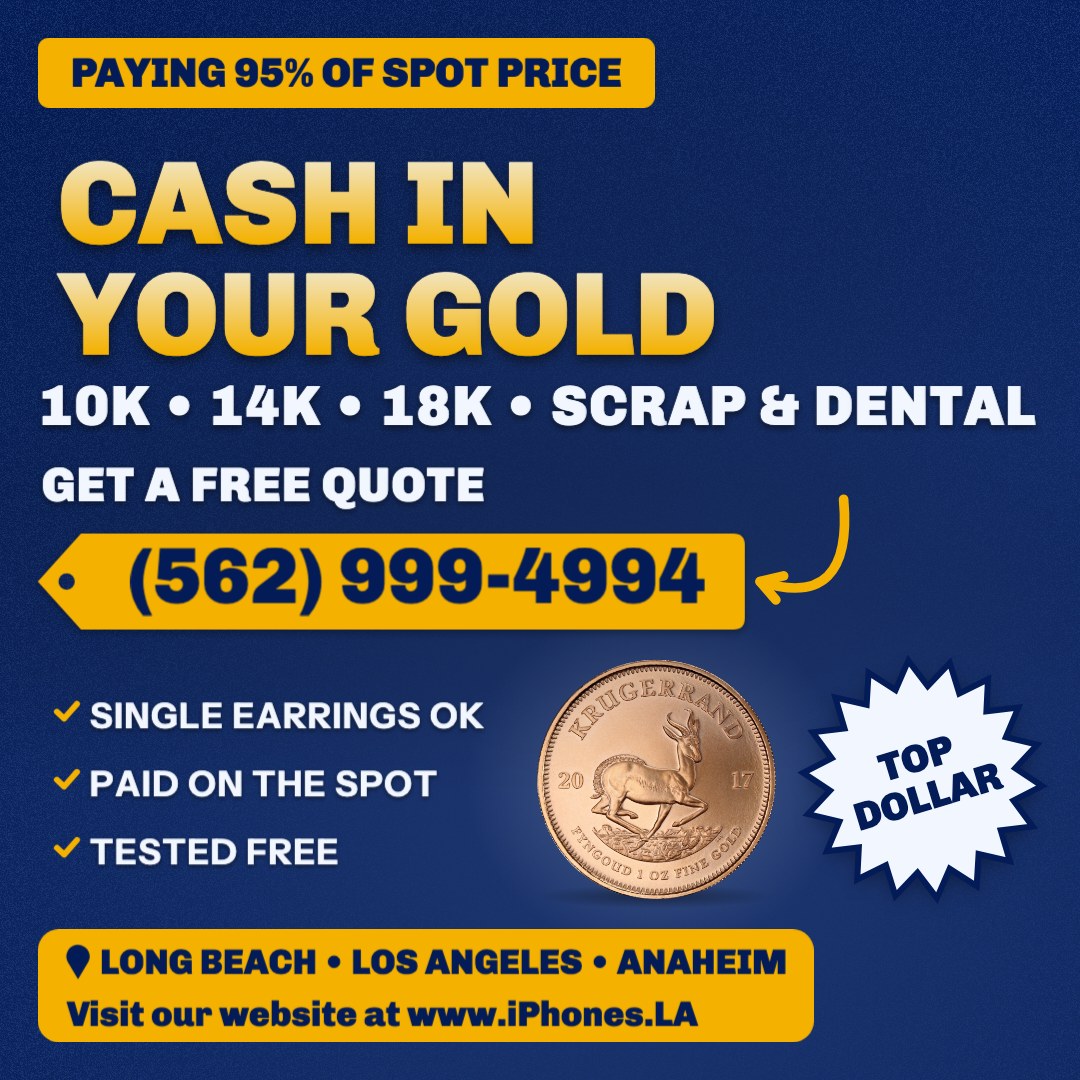 PAYING 95% OF SPOT PRICE
CASH IN
YOUR GOLD
10K • 14K • 18K • SCRAP & DENTAL
GET A FREE QUOTE
(562) 999-4994
SINGLE EARRINGS OK
PAID ON THE SPOT
TESTED FREE
KRUGERRAND
20 17
FYNGOUD 1 OZ FINE GOLD
TOP
DOLLAR
LONG BEACH • LOS ANGELES • ANAHEIM
Visit our website at www.iPhones.LA